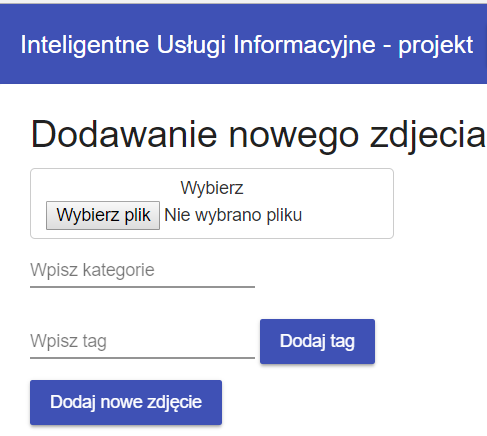 Inteligentne Usługi Informacyjne - projekt
Dodawanie nowego zdjecia
Wybierz
Wybierz plik Nie wybrano pliku
Wpisz kategorie
Wpisz tag Dodaj tag
Dodaj nowe zdjęcie